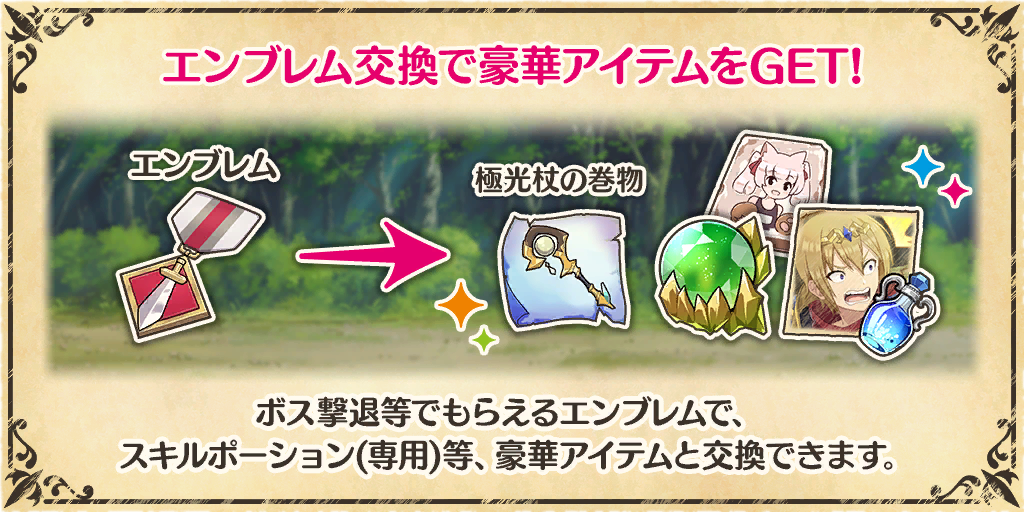 エンブレム交換で豪華アイテムをGET!
エンブレム
極光杖の巻物
ボス撃退等でもらえるエンブレムで、
スキルポーション(専用)等、豪華アイテムと交換できます。